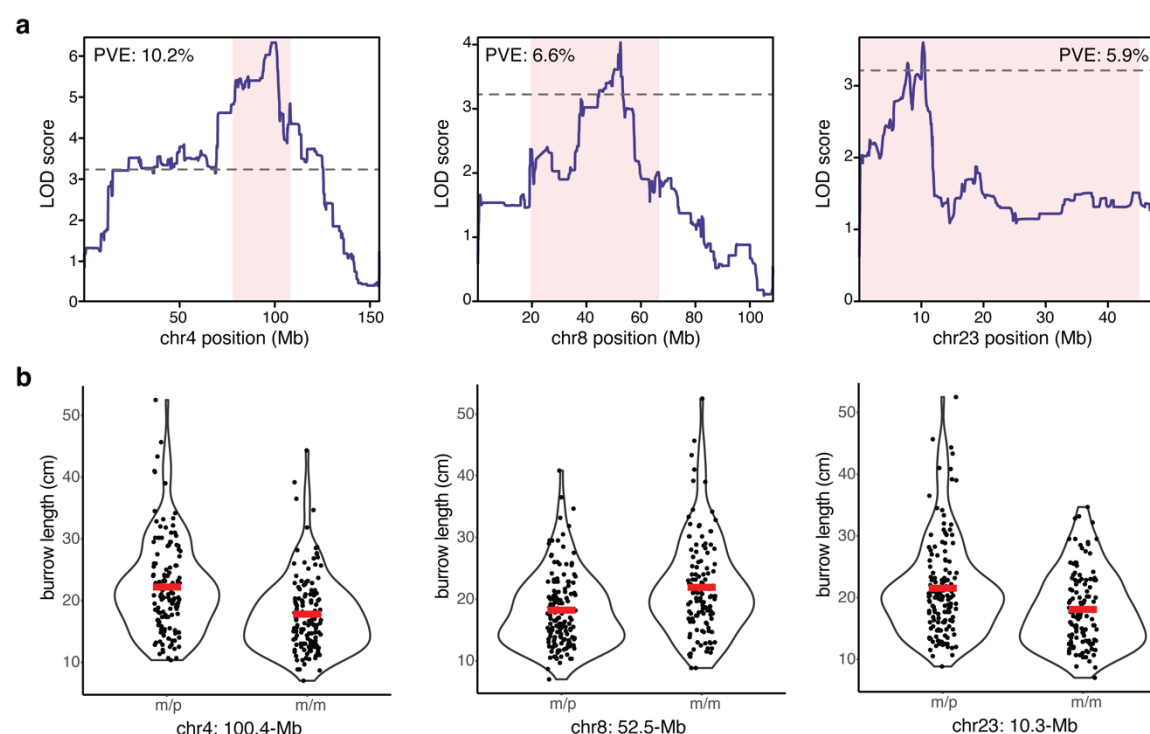 a
PVE: 10.2%
LOD score
6
5
4
3
2
1
0
50
100
150
chr4 position (Mb)
PVE: 6.6%
LOD score
4
3
2
1
0
0
20
40
60
80
100
chr8 position (Mb)
PVE: 5.9%
LOD score
3
2
1
0
10
20
30
40
chr23 position (Mb)
b
burrow length (cm)
50
40
30
20
10
m/p
m/m
chr4: 100.4-Mb
burrow length (cm)
50
40
30
20
10
m/p
m/m
chr8: 52.5-Mb
burrow length (cm)
50
40
30
20
10
m/p
m/m
chr23: 10.3-Mb